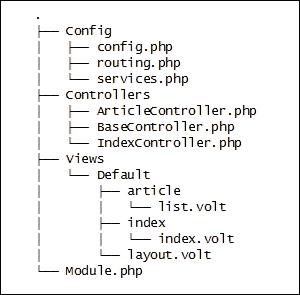 .
├── Config
│   ├── config.php
│   ├── routing.php
│   └── services.php
├── Controllers
│   ├── ArticleController.php
│   ├── BaseController.php
│   └── IndexController.php
├── Views
│   └── Default
│       ├── article
│       │   └── list.volt
│       ├── index
│       │   └── index.volt
│       └── layout.volt
└── Module.php